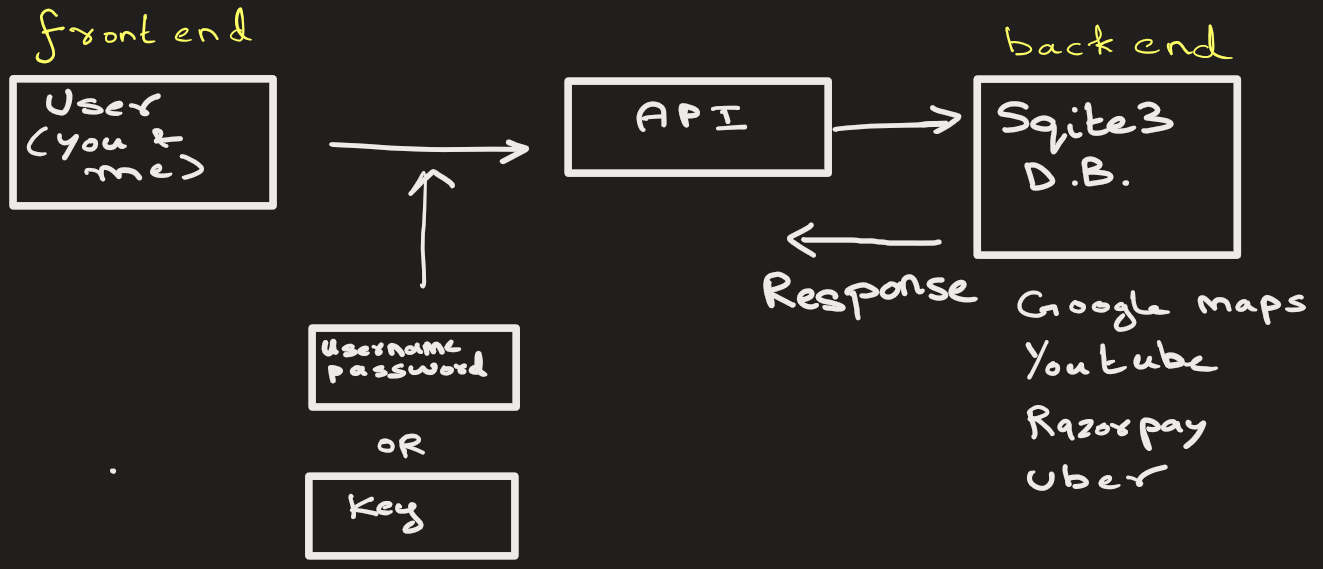 front end
back end
User
(you &
me)
API
Sqite3
D.B.
Response
Google maps
Youtube
Razorpay
Uber
Username
password
OR
Key